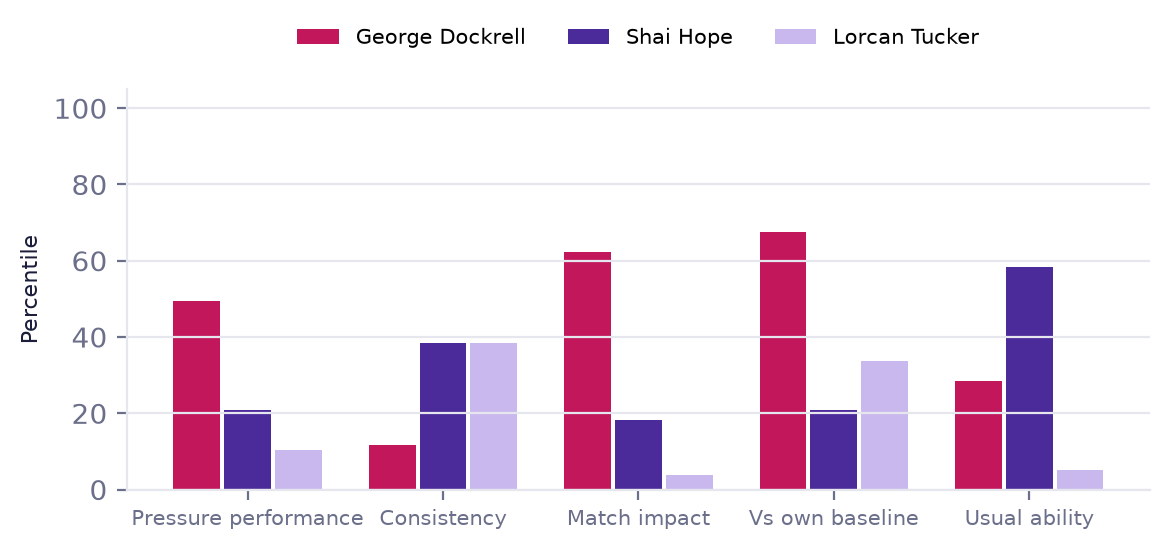 George Dockrell Shai Hope Lorcan Tucker
Percentile
100
80
60
40
20
0
Pressure performance Consistency Match impact Vs own baseline Usual ability